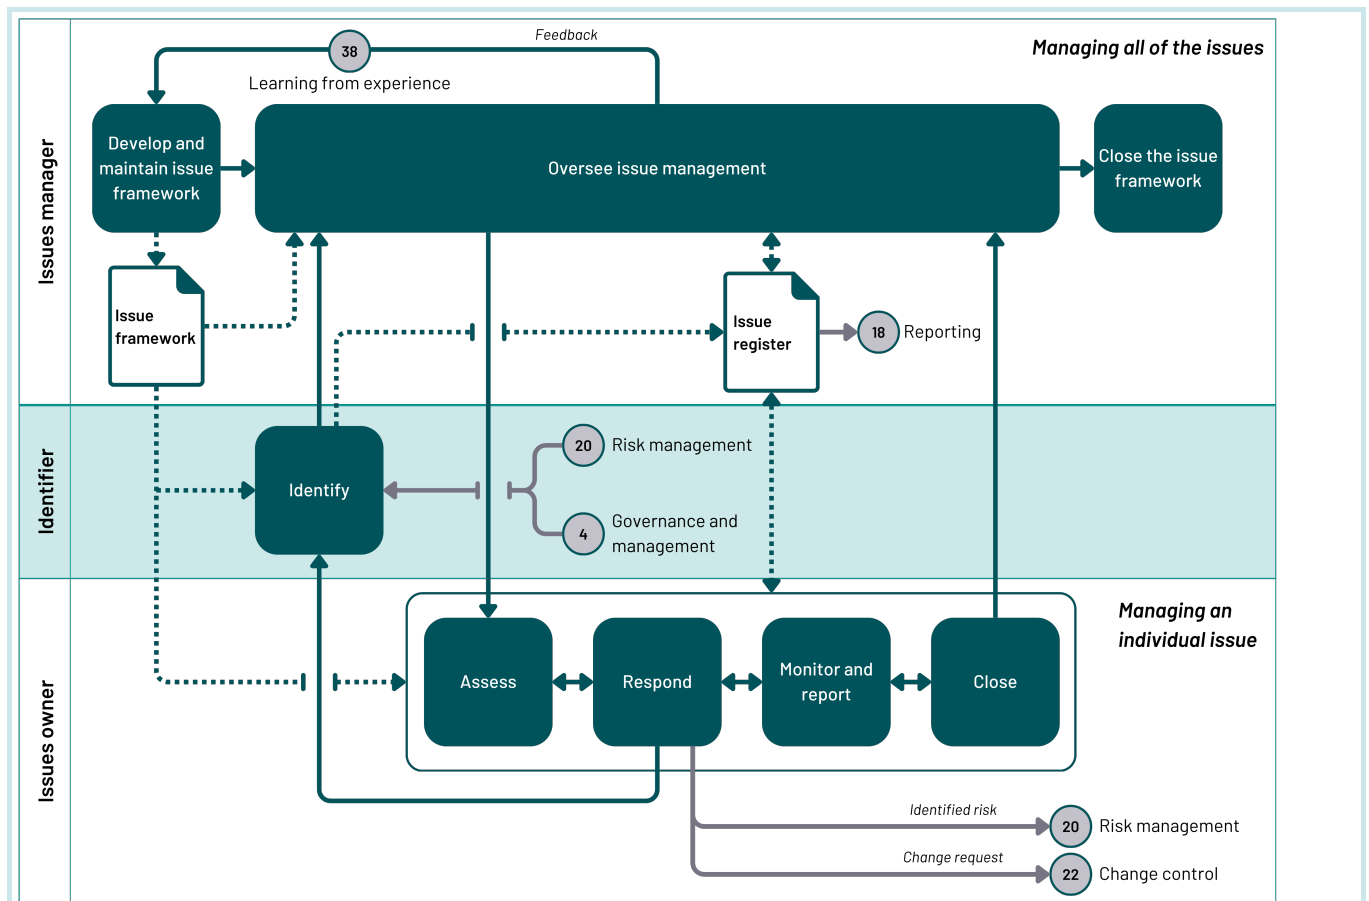 Feedback
Managing all of the issues
38
Learning from experience
Issues manager
Develop and
maintain issue
framework
Oversee issue management
Close the issue
framework
Issue
framework
Issue
register
18
Reporting
Identifier
Identify
20
Risk management
4
Governance and
management
Issues owner
Managing an
individual issue
Assess
Respond
Monitor and
report
Close
Identified risk
20
Risk management
Change request
22
Change control